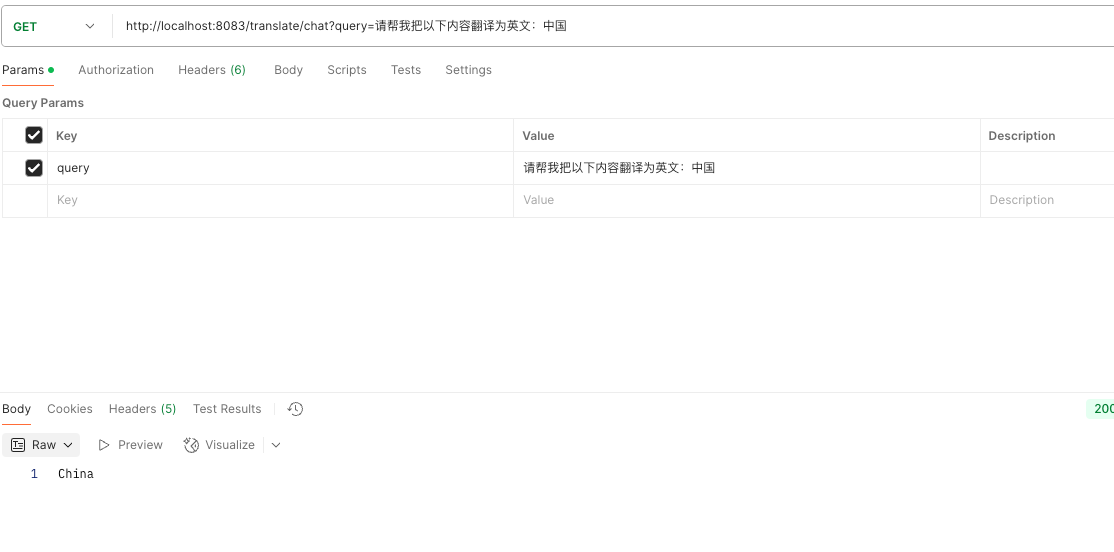 GET http://localhost:8083/translate/chat?query=请帮我把以下内容翻译为英文：中国
Params Authorization Headers (6) Body Scripts Tests Settings
Query Params
Key Value Description
query 请帮我把以下内容翻译为英文：中国
Key Value Description
Body Cookies Headers (5) Test Results 200
Raw Preview Visualize
1 China